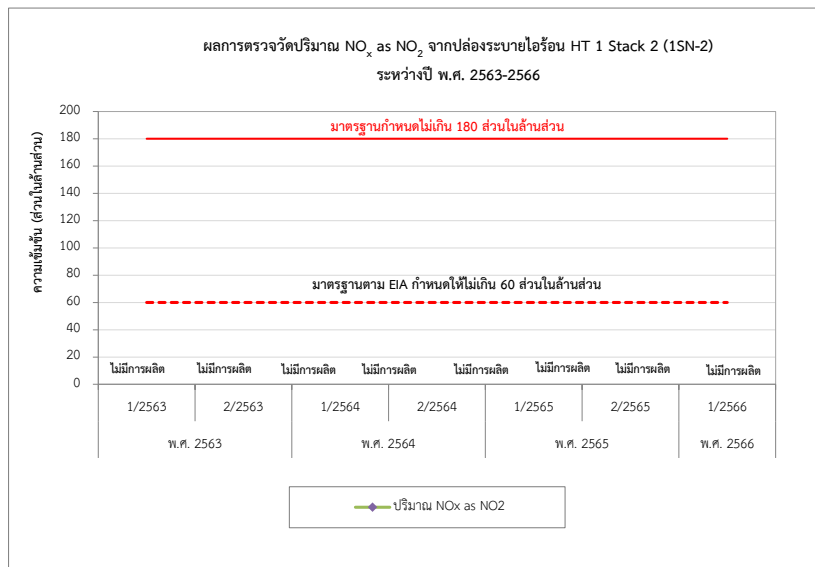 ผลการตรวจวัดปริมาณ NOx as NO2 จากปล่องระบายไอร้อน HT 1 Stack 2 (1SN-2)
ระหว่างปี พ.ศ. 2563-2566
ความเข้มข้น (ส่วนในล้านส่วน)
200
180
160
140
120
100
80
60
40
20
0
มาตรฐานกำหนดไม่เกิน 180 ส่วนในล้านส่วน
มาตรฐานตาม EIA กำหนดให้ไม่เกิน 60 ส่วนในล้านส่วน
ไม่มีการผลิต ไม่มีการผลิต ไม่มีการผลิต ไม่มีการผลิต ไม่มีการผลิต ไม่มีการผลิต ไม่มีการผลิต ไม่มีการผลิต
1/2563 2/2563 1/2564 2/2564 1/2565 2/2565 1/2566
พ.ศ. 2563 พ.ศ. 2564 พ.ศ. 2565 พ.ศ. 2566
ปริมาณ NOx as NO2